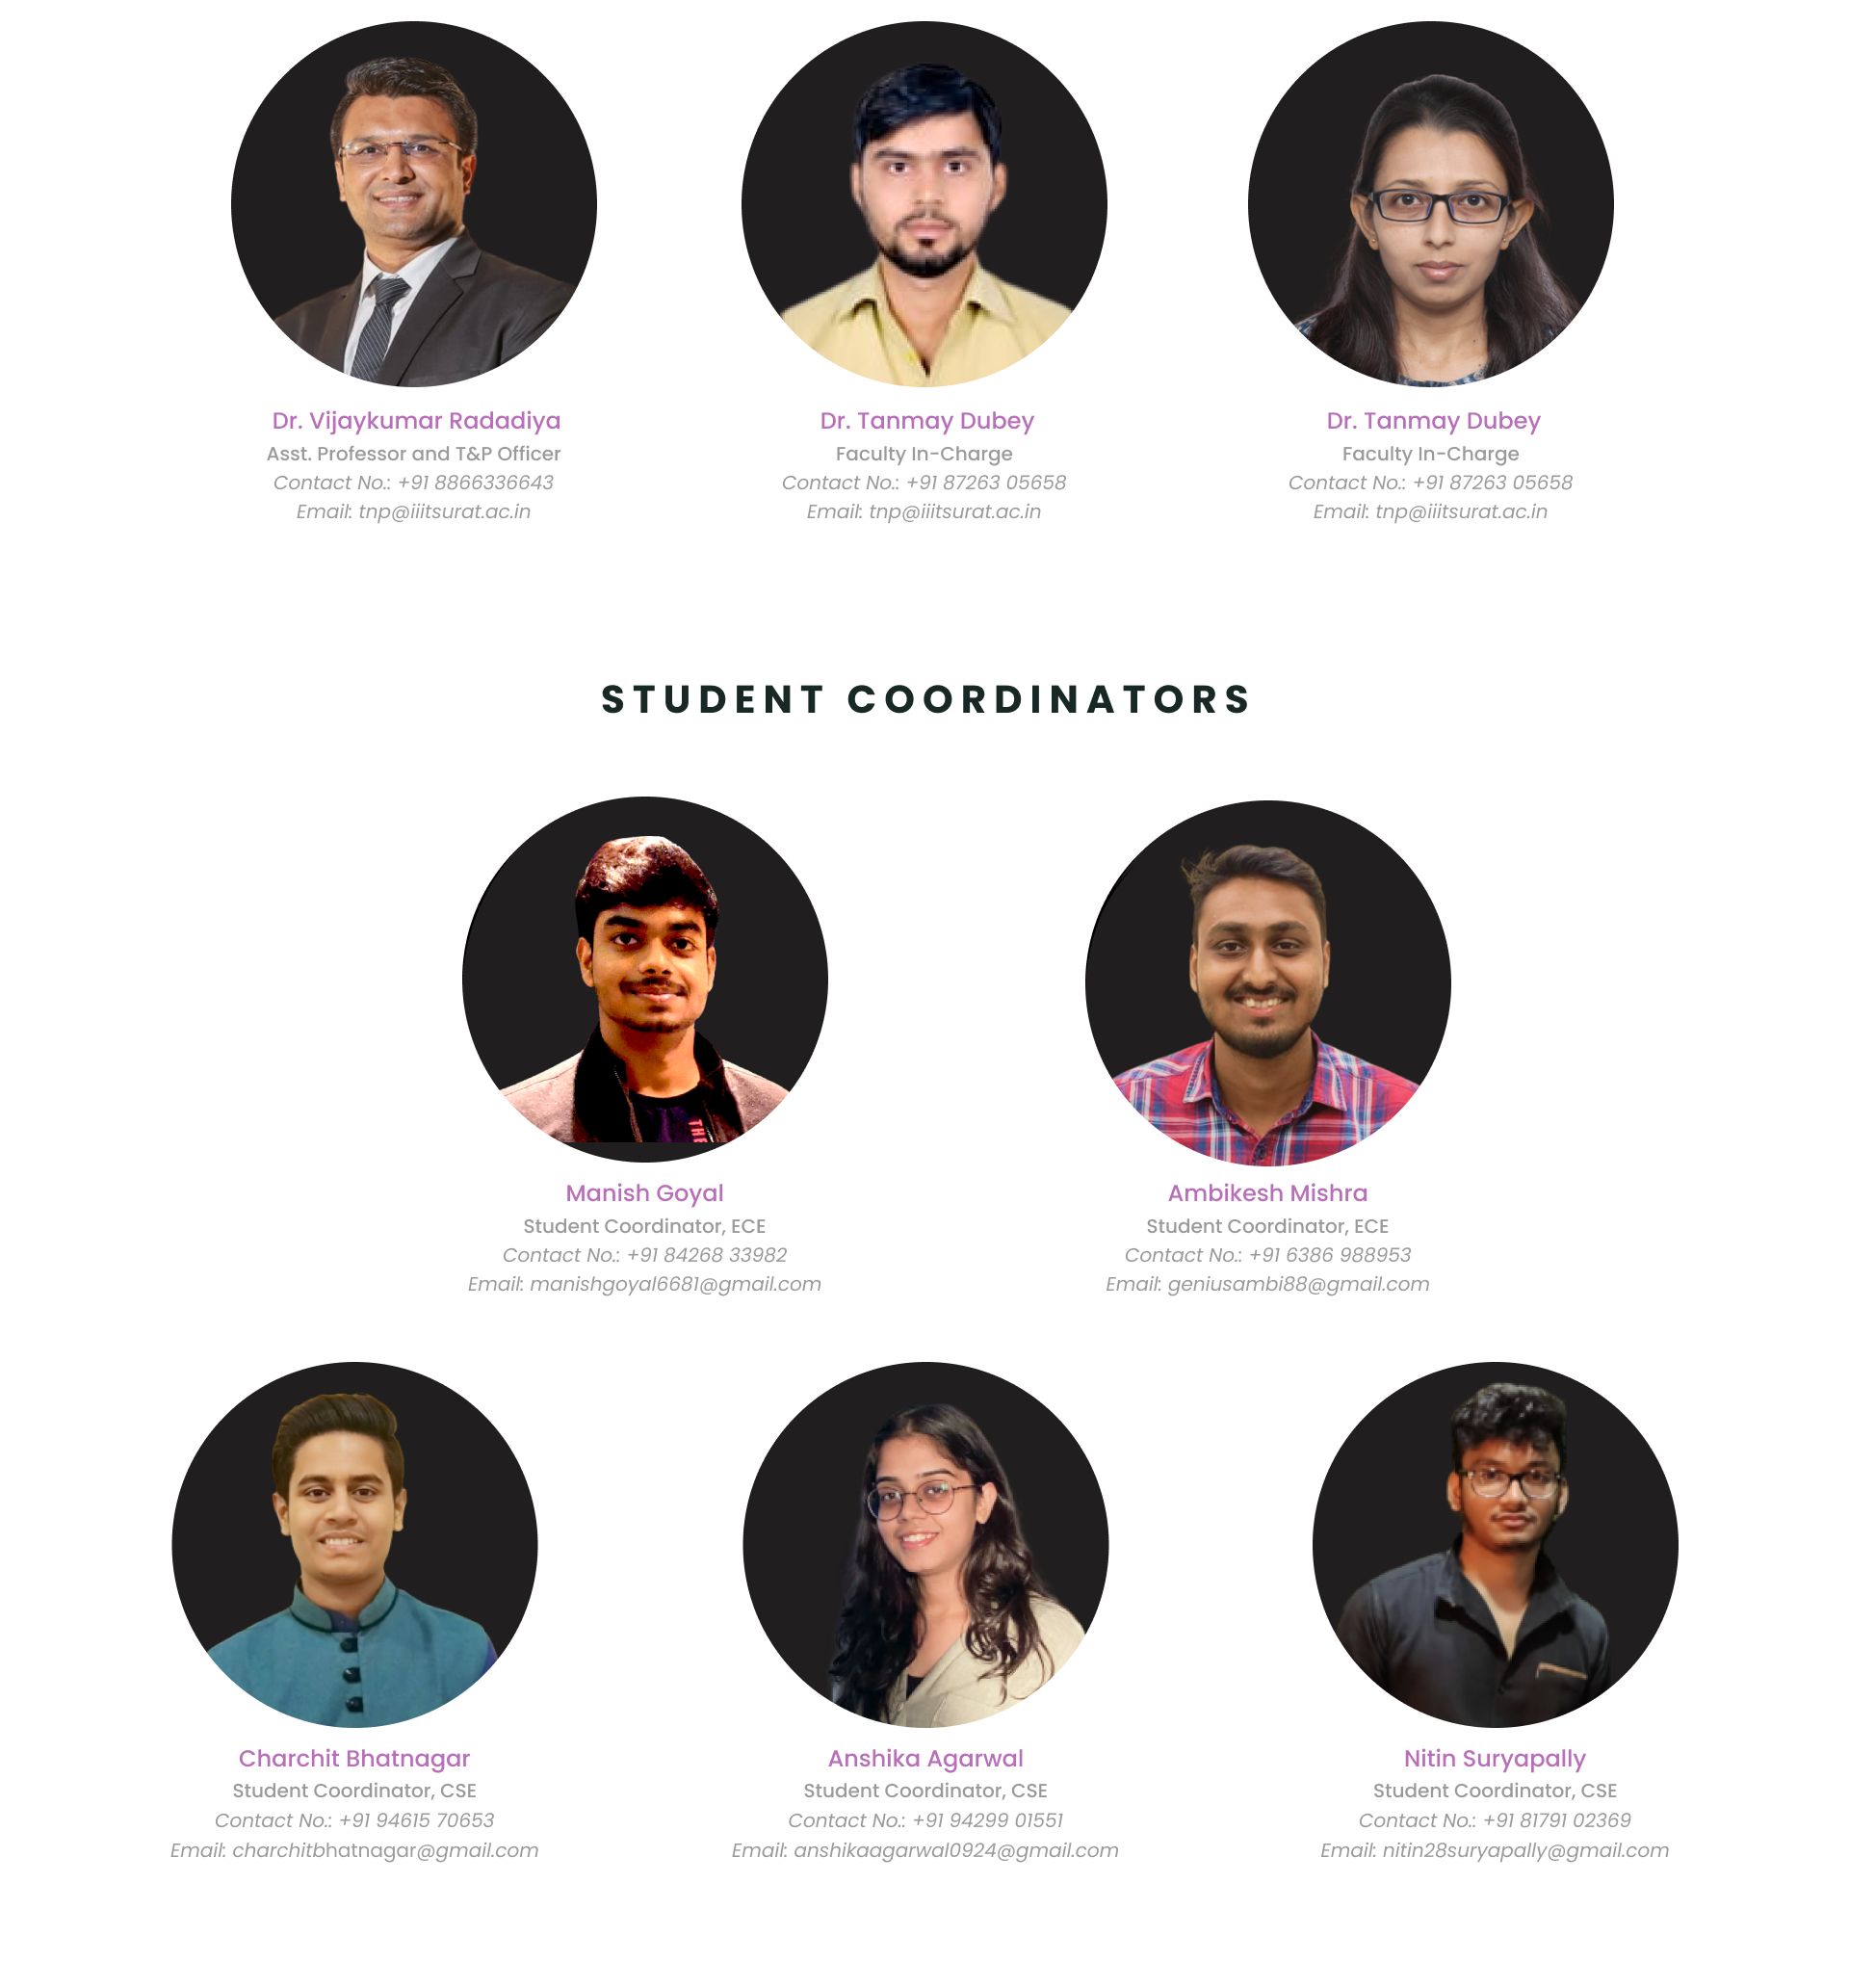 Dr. Vijaykumar Radadiya
Asst. Professor and T&P Officer
Contact No.: +91 8866336643
Email: tnp@iiitsurat.ac.in
Dr. Tanmay Dubey
Faculty In-Charge
Contact No.: +91 87263 05658
Email: tnp@iiitsurat.ac.in
Dr. Tanmay Dubey
Faculty In-Charge
Contact No.: +91 87263 05658
Email: tnp@iiitsurat.ac.in
STUDENT COORDINATORS
THE
Manish Goyal
Student Coordinator, ECE
Contact No.: +91 84268 33982
Email: manishgoyal6681@gmail.com
Ambikesh Mishra
Student Coordinator, ECE
Contact No.: +91 6386 988953
Email: geniusambi88@gmail.com
Charchit Bhatnagar
Student Coordinator, CSE
Contact No.: +91 94615 70653
Email: charchitbhatnagar@gmail.com
Anshika Agarwal
Student Coordinator, CSE
Contact No.: +91 94299 01551
Email: anshikaagarwal0924@gmail.com
Nitin Suryapally
Student Coordinator, CSE
Contact No.: +91 81791 02369
Email: nitin28suryapally@gmail.com